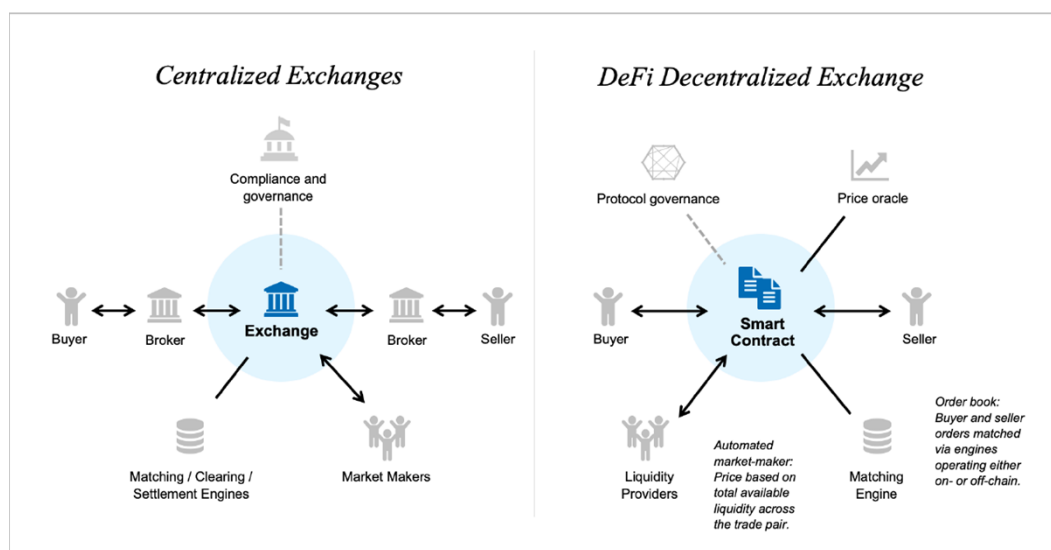 Centralized Exchanges
Compliance and
governance
Buyer
Broker
Exchange
Broker
Seller
Matching / Clearing /
Settlement Engines
Market Makers
DeFi Decentralized Exchange
Protocol governance
Price oracle
Buyer
Smart
Contract
Seller
Liquidity
Providers
Automated
market-maker:
Price based on
total available
liquidity across
the trade pair.
Matching
Engine
Order book:
Buyer and seller
orders matched
via engines
operating either
on- or off-chain.